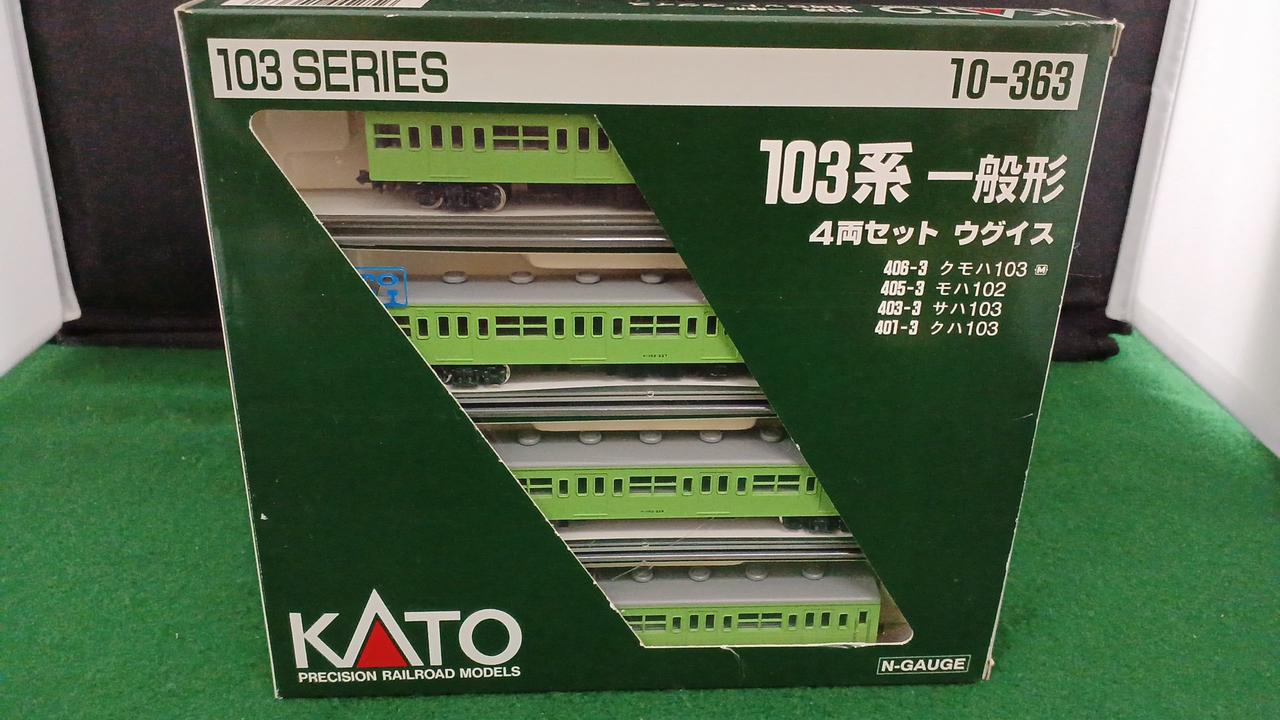 103 SERIES
10-363
103系 一般形
4両セット ウグイス
406-3 クモハ103 M
405-3 モハ102
403-3 サハ103
401-3 クハ103
KATO
PRECISION RAILROAD MODELS
N-GAUGE